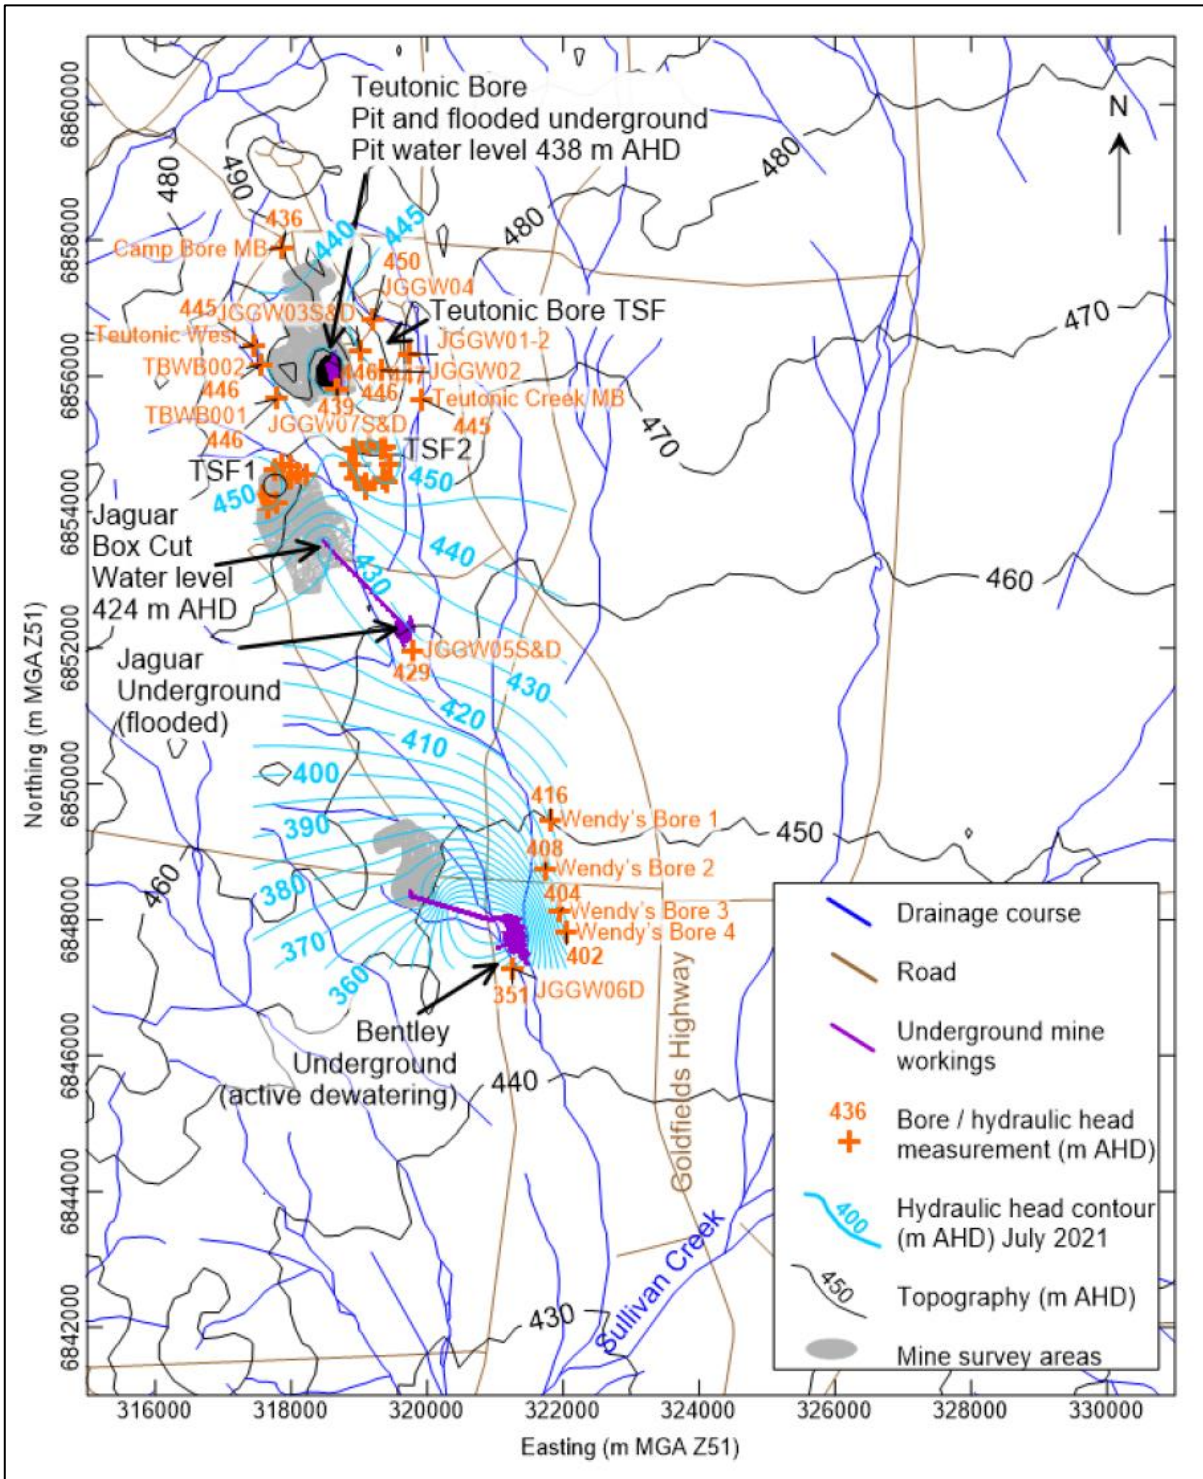 Teutonic Bore
Pit and flooded underground
Pit water level 438 m AHD
N
480
490
480
480
436
440
445
Camp Bore MB
450
JGGW04
445
JGGW03S&D
Teutonic Bore TSF
470
Teutonic West
JGGW01-2
TBWB002
446
447
JGGW02
446
439
446
Teutonic Creek MB
TBWB001
JGGW07S&D
445
446
470
TSF1
TSF2
450
450
Jaguar
Box Cut
Water level
424 m AHD
440
430
460
Jaguar
Underground
(flooded)
JGGW05S&D
429
430
420
410
400
416
Wendy's Bore 1
390
450
408
Wendy's Bore 2
380
460
404
Wendy's Bore 3
Wendy's Bore 4
370
402
360
351
JGGW06D
Bentley
Underground
(active dewatering)
440
Goldfields Highway
430
Sullivan Creek
Drainage course
Road
Underground mine
workings
436
Bore / hydraulic head
measurement (m AHD)
400
Hydraulic head contour
(m AHD) July 2021
450
Topography (m AHD)
Mine survey areas
6860000
6858000
6856000
6854000
6852000
6850000
6848000
6846000
6844000
6842000
Northing (m MGA Z51)
316000 318000 320000 322000 324000 326000 328000 330000
Easting (m MGA Z51)